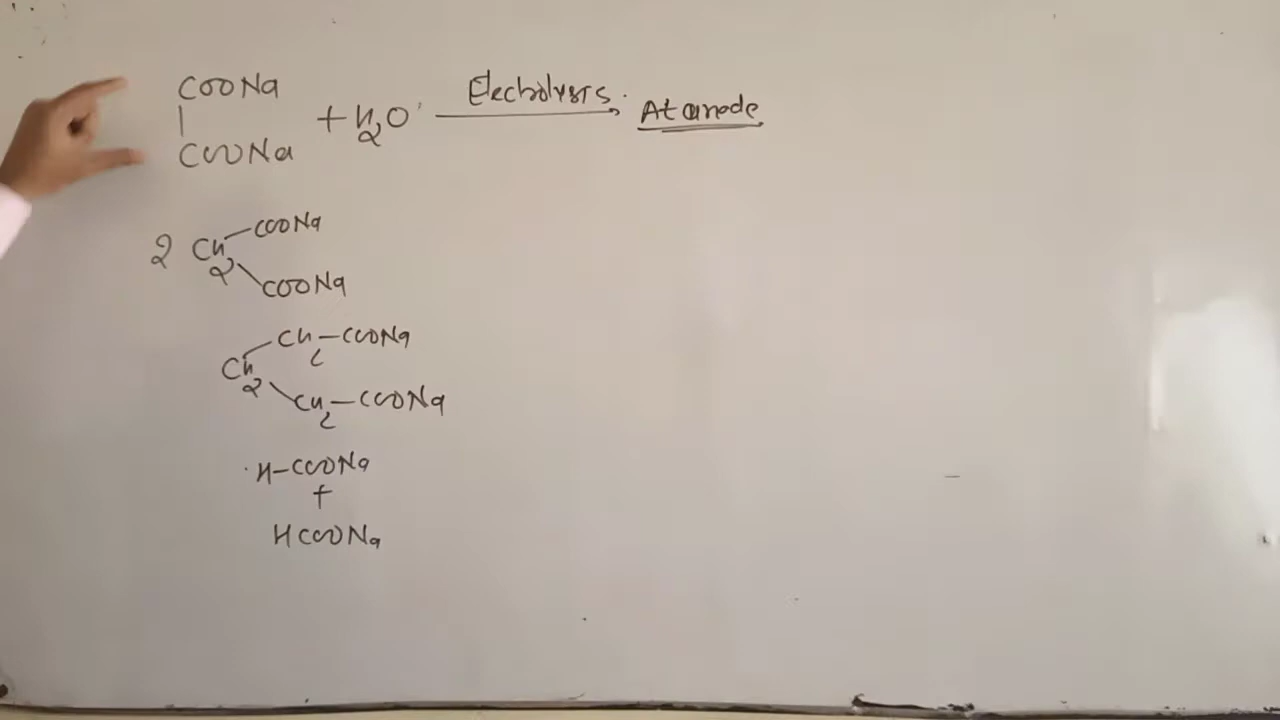 COONa
|
COONa
+ H2O
Electrolysis.
At anode
2 CH2
COONa
COONa
CH2
CH2-COONa
CH2-COONa
H-COONa
+
HCOONa